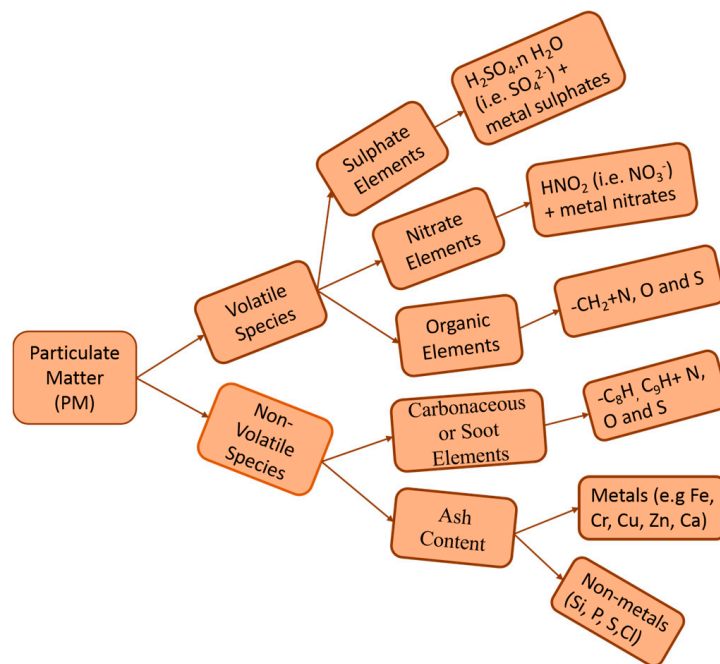 Particulate
Matter
(PM)
Volatile
Species
Sulphate
Elements
H₂SO₄.n H₂O
(i.e. SO₄²⁻) +
metal sulphates
Nitrate
Elements
HNO₂ (i.e. NO₃⁻)
+ metal nitrates
Organic
Elements
-CH₂+N, O and S
Non-
Volatile
Species
Carbonaceous
or Soot
Elements
-C₈H, C₉H+ N,
O and S
Ash
Content
Metals (e.g Fe,
Cr, Cu, Zn, Ca)
Non-metals
(Si, P, S,Cl)